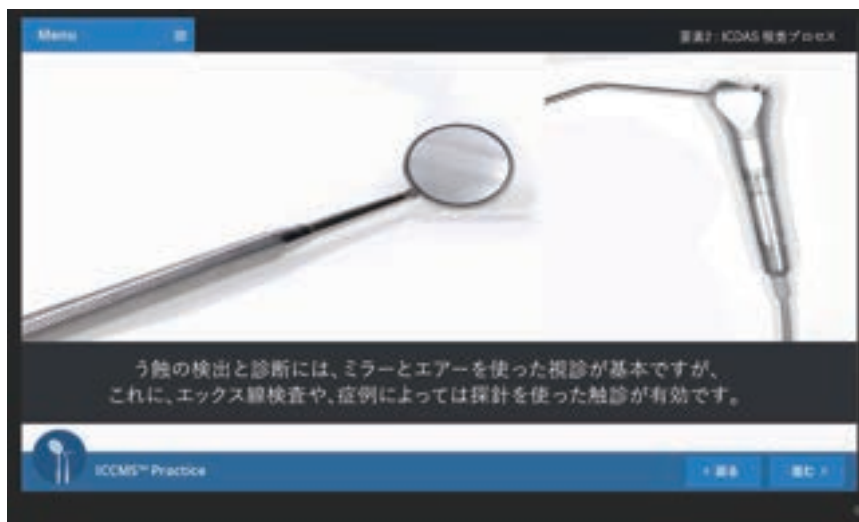 Menu
要素2：ICDAS 検査プロセス
う蝕の検出と診断には、ミラーとエアーを使った視診が基本ですが、
これに、エックス線検査や、症例によっては探針を使った触診が有効です。
ICCMS™ Practice
戻る
進む